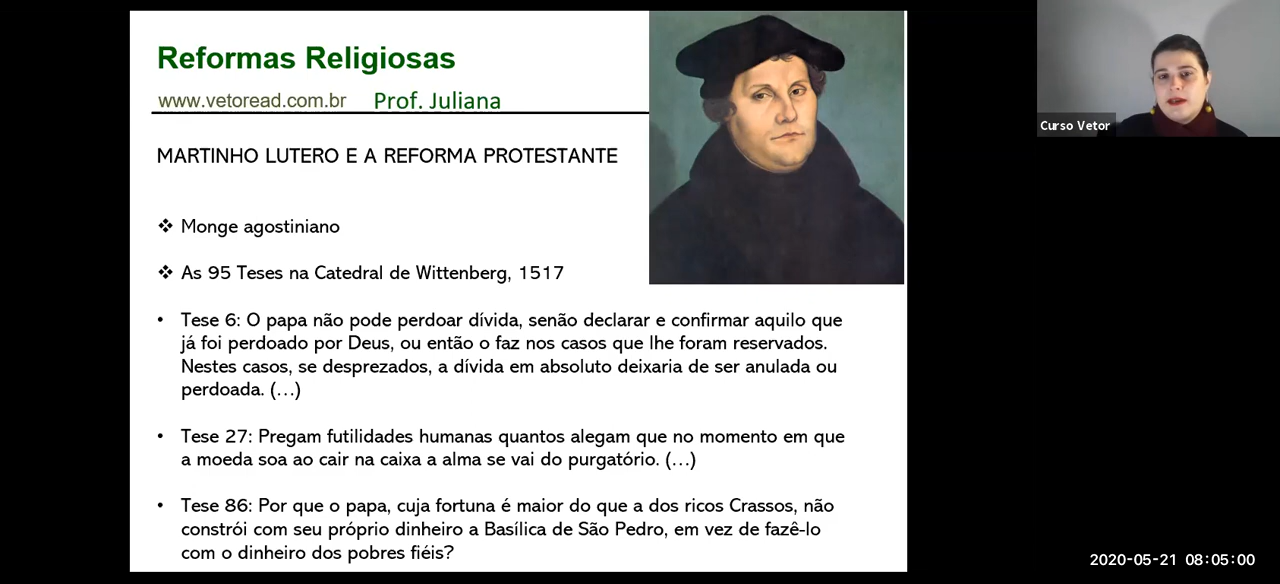 Reformas Religiosas
www.vetoread.com.br Prof. Juliana
MARTINHO LUTERO E A REFORMA PROTESTANTE
❖ Monge agostiniano
❖ As 95 Teses na Catedral de Wittenberg, 1517
• Tese 6: O papa não pode perdoar dívida, senão declarar e confirmar aquilo que
já foi perdoado por Deus, ou então o faz nos casos que lhe foram reservados.
Nestes casos, se desprezados, a dívida em absoluto deixaria de ser anulada ou
perdoada. (...)
• Tese 27: Pregam futilidades humanas quantos alegam que no momento em que
a moeda soa ao cair na caixa a alma se vai do purgatório. (...)
• Tese 86: Por que o papa, cuja fortuna é maior do que a dos ricos Crassos, não
constrói com seu próprio dinheiro a Basílica de São Pedro, em vez de fazê-lo
com o dinheiro dos pobres fiéis?
Curso Vetor
2020-05-21 08:05:00